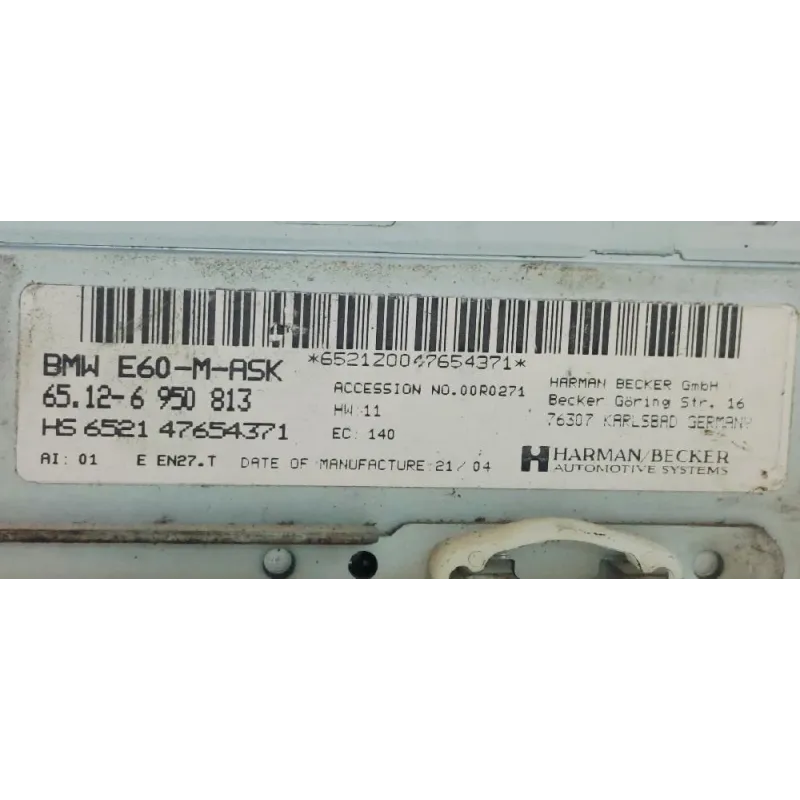 *6521Z0047654371*
BMW E60-M-ASK
65.12-6 950 813
HS 6521 47654371
AI: 01 E EN27.T DATE OF MANUFACTURE:21/04
ACCESSION NO.00R0271
HW:11
EC: 140
HARMAN BECKER GmbH
Becker Göring Str. 16
76307 KARLSBAD GERMANY
HARMAN/BECKER
AUTOMOTIVE SYSTEMS